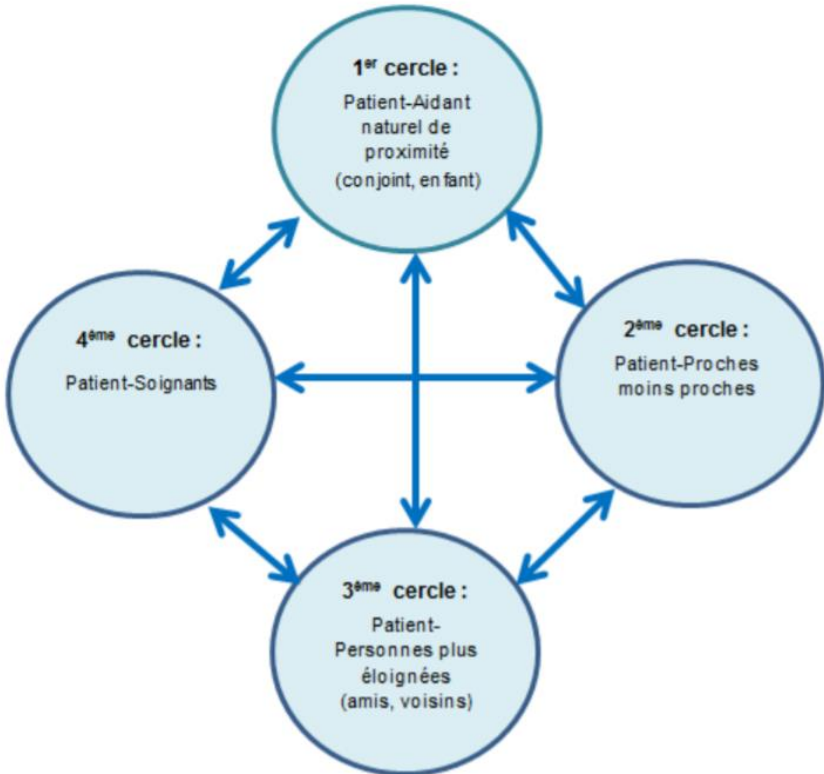 1er cercle :
Patient-Aidant
naturel de
proximité
(conjoint, enfant)
4ème cercle :
Patient-Soignants
2ème cercle :
Patient-Proches
moins proches
3ème cercle :
Patient-
Personnes plus
éloignées
(amis, voisins)